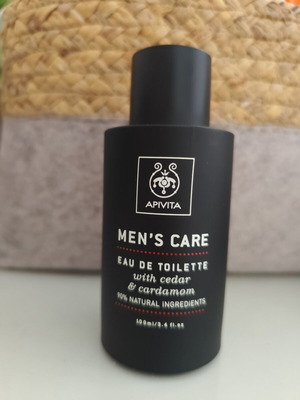 APIVITA
MEN'S CARE
EAU DE TOILETTE
with cedar
& cardamom
90% NATURAL INGREDIENTS
100ml/3.4 fl.oz